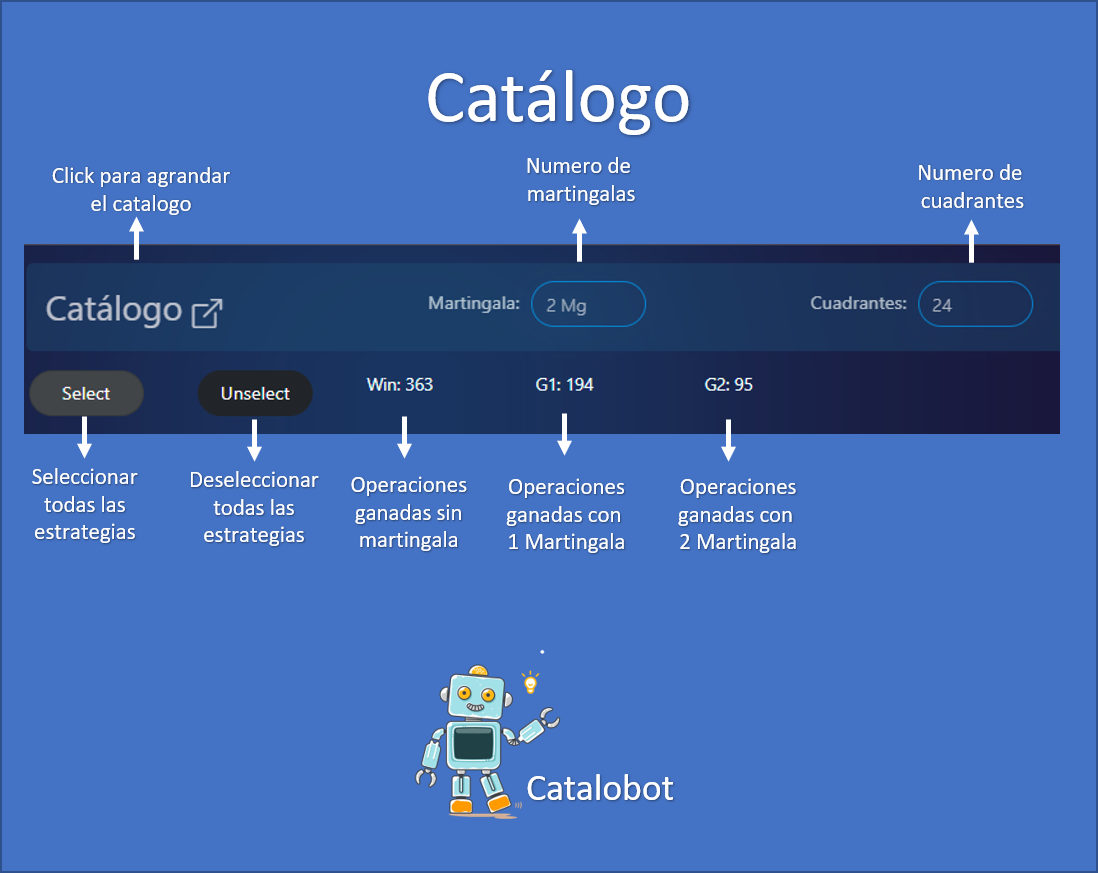 Catálogo
Click para agrandar
el catalogo
Numero de
martingalas
Numero de
cuadrantes
Catálogo
Martingala:
2 Mg
Cuadrantes:
24
Select
Unselect
Win: 363
G1: 194
G2: 95
Seleccionar
todas las
estrategias
Deseleccionar
todas las
estrategias
Operaciones
ganadas sin
martingala
Operaciones
ganadas con
1 Martingala
Operaciones
ganadas con
2 Martingala
Catalobot